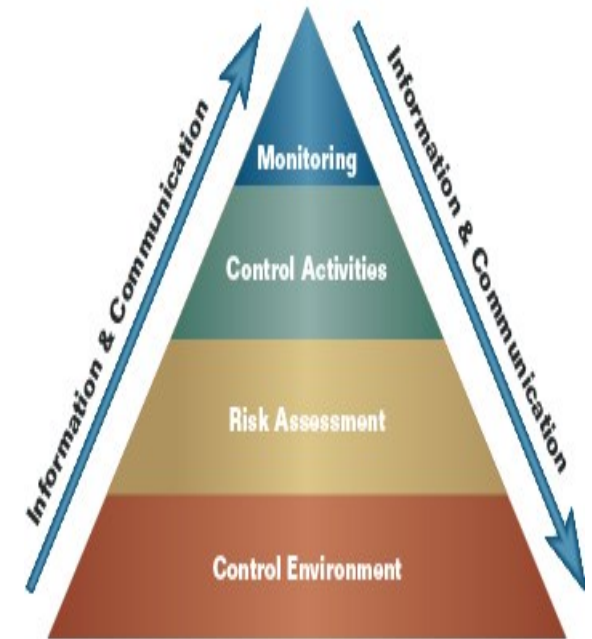 Information & Communication
Information & Communication
Monitoring
Control Activities
Risk Assessment
Control Environment